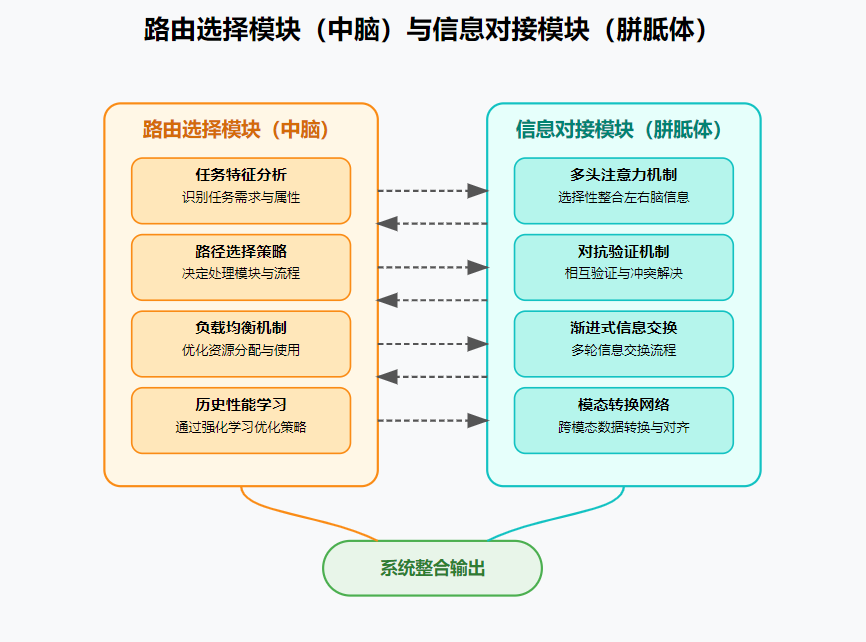 路由选择模块（中脑）与信息对接模块（胼胝体）
路由选择模块（中脑）
任务特征分析
识别任务需求与属性
路径选择策略
决定处理模块与流程
负载均衡机制
优化资源分配与使用
历史性能学习
通过强化学习优化策略
信息对接模块（胼胝体）
多头注意力机制
选择性整合左右脑信息
对抗验证机制
相互验证与冲突解决
渐进式信息交换
多轮信息交换流程
模态转换网络
跨模态数据转换与对齐
系统整合输出